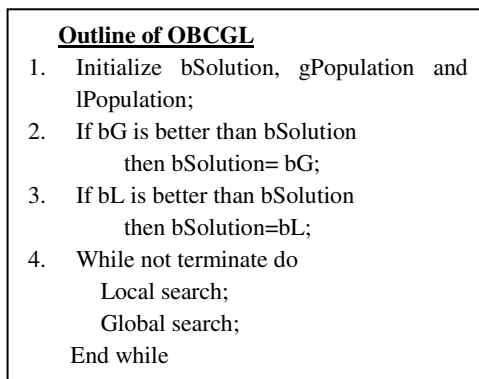 Outline of OBCGL
1. Initialize bSolution, gPopulation and
lPopulation;
2. If bG is better than bSolution
then bSolution= bG;
3. If bL is better than bSolution
then bSolution=bL;
4. While not terminate do
Local search;
Global search;
End while